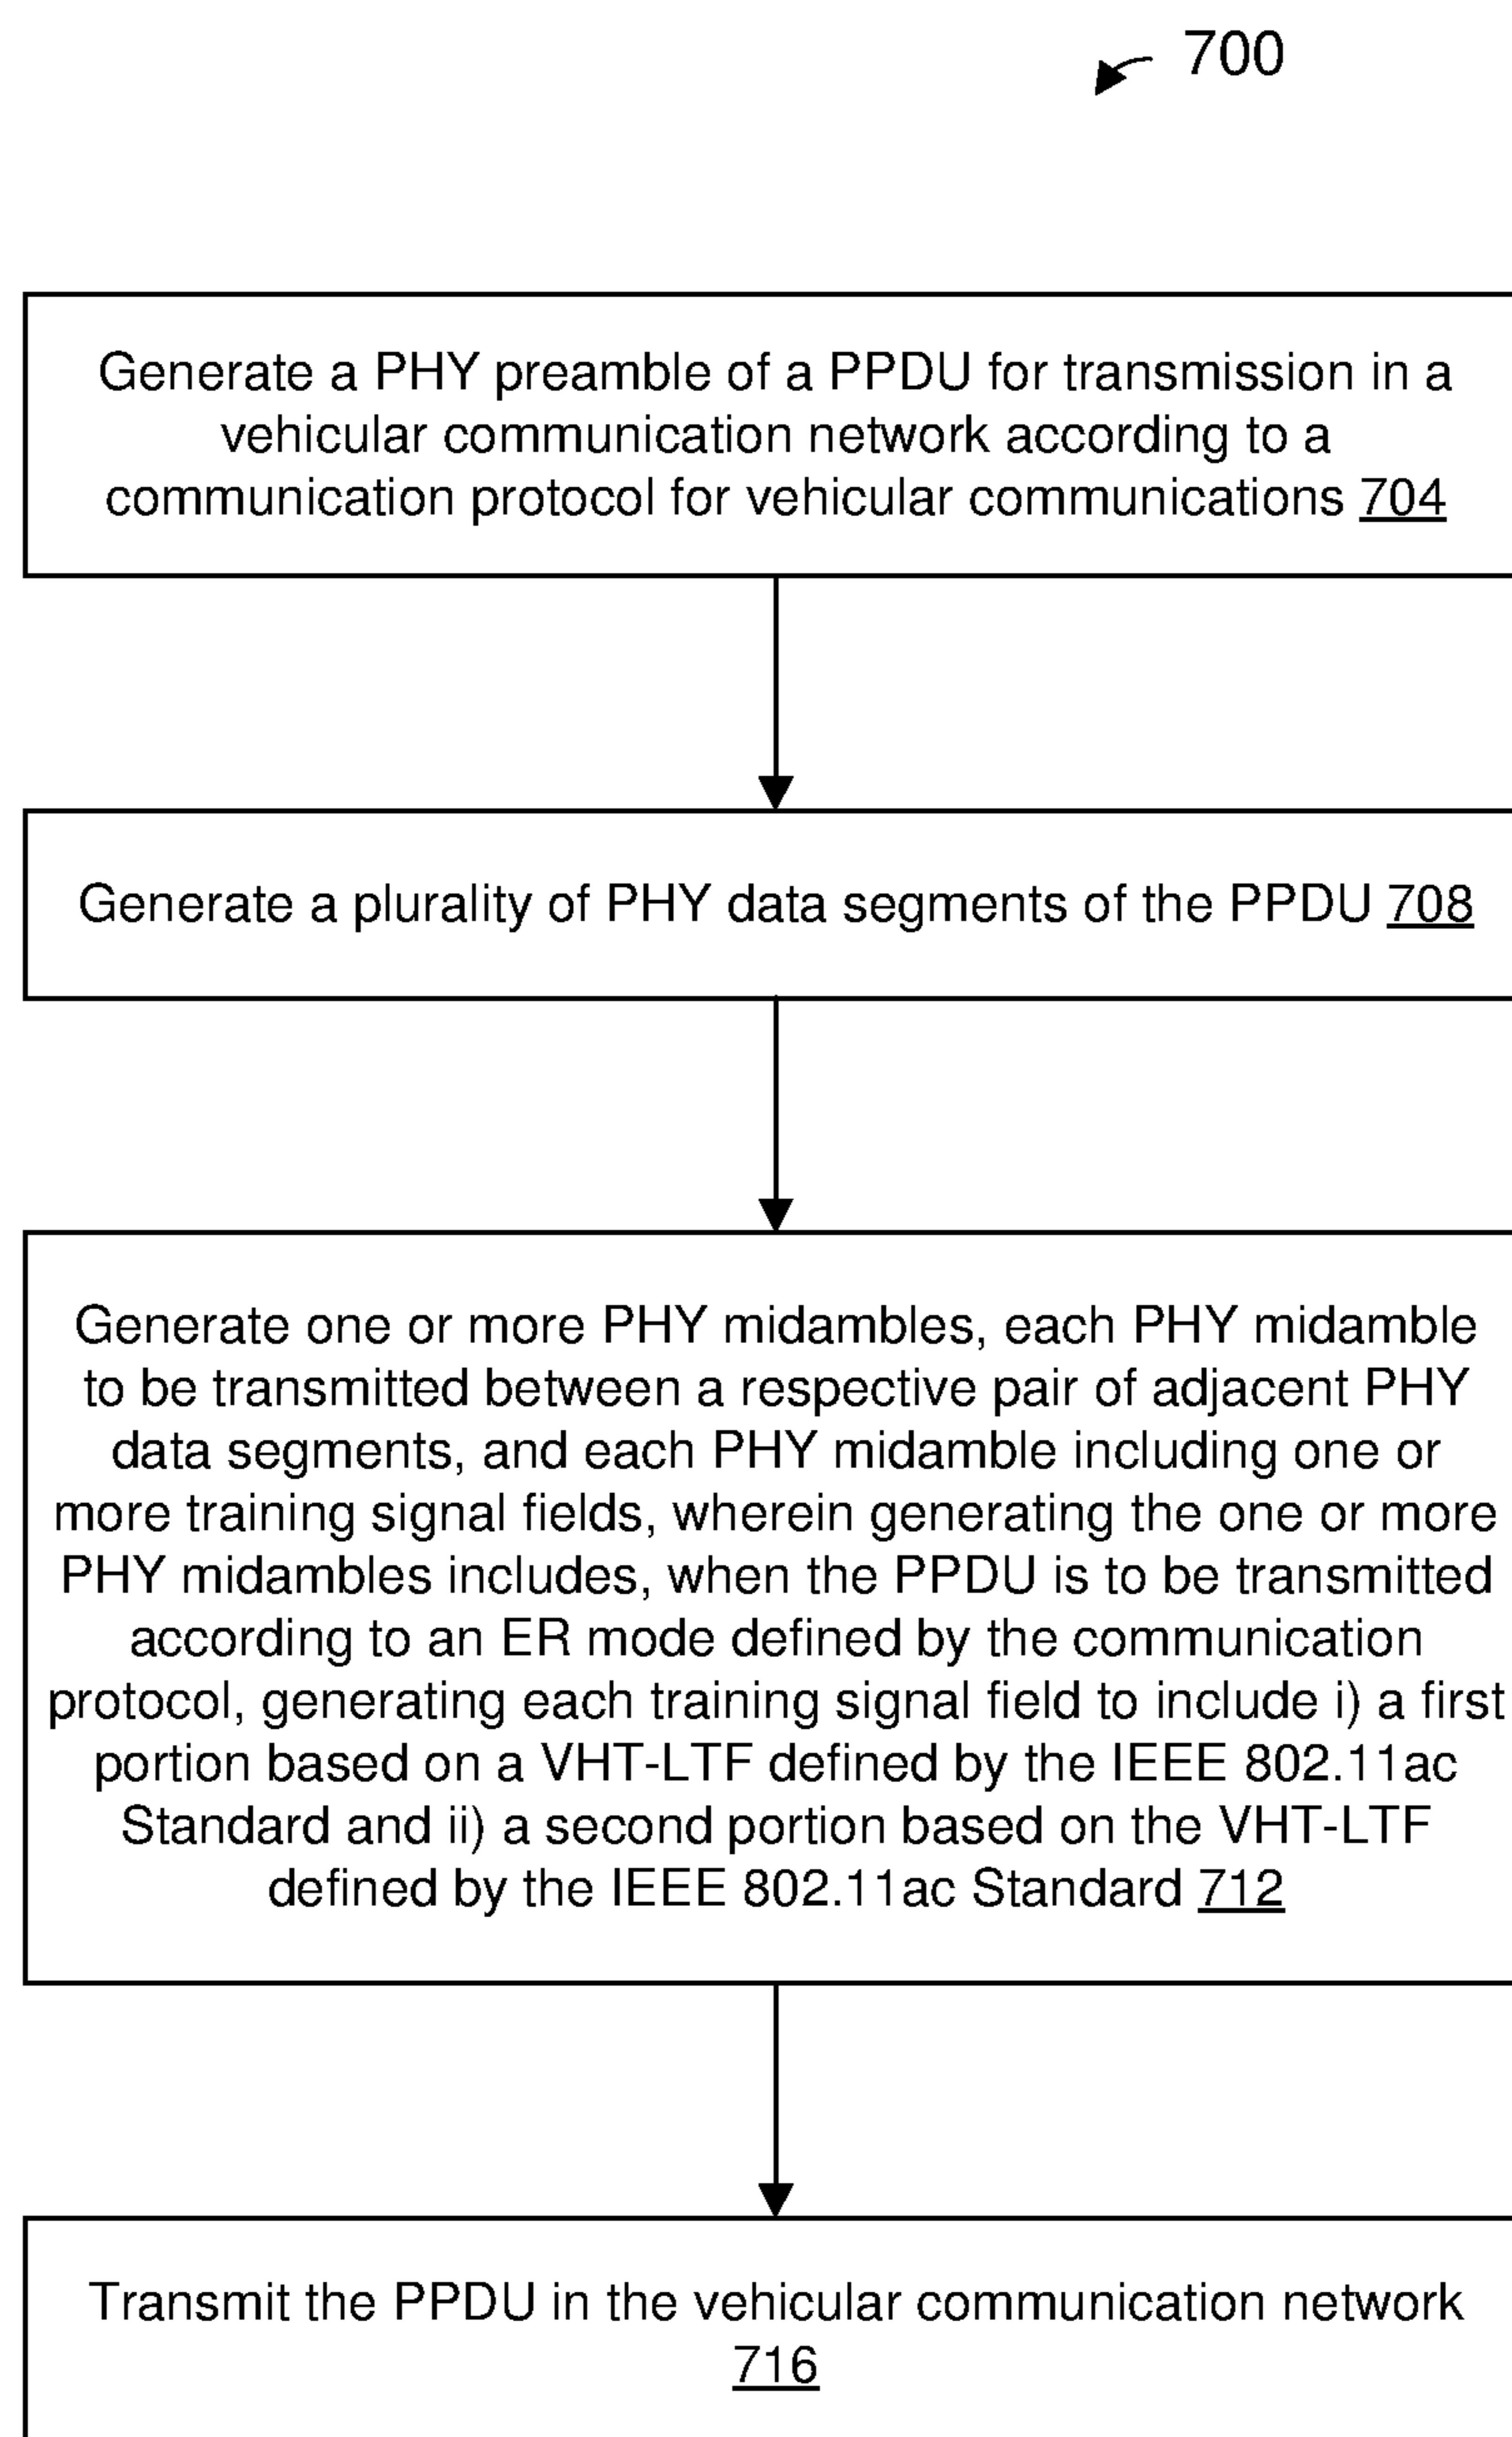 700
Generate a PHY preamble of a PPDU for transmission in a
vehicular communication network according to a
communication protocol for vehicular communications 704
Generate a plurality of PHY data segments of the PPDU 708
Generate one or more PHY midambles, each PHY midamble
to be transmitted between a respective pair of adjacent PHY
data segments, and each PHY midamble including one or
more training signal fields, wherein generating the one or more
PHY midambles includes, when the PPDU is to be transmitted
according to an ER mode defined by the communication
protocol, generating each training signal field to include i) a first
portion based on a VHT-LTF defined by the IEEE 802.11ac
Standard and ii) a second portion based on the VHT-LTF
defined by the IEEE 802.11ac Standard 712
Transmit the PPDU in the vehicular communication network
716